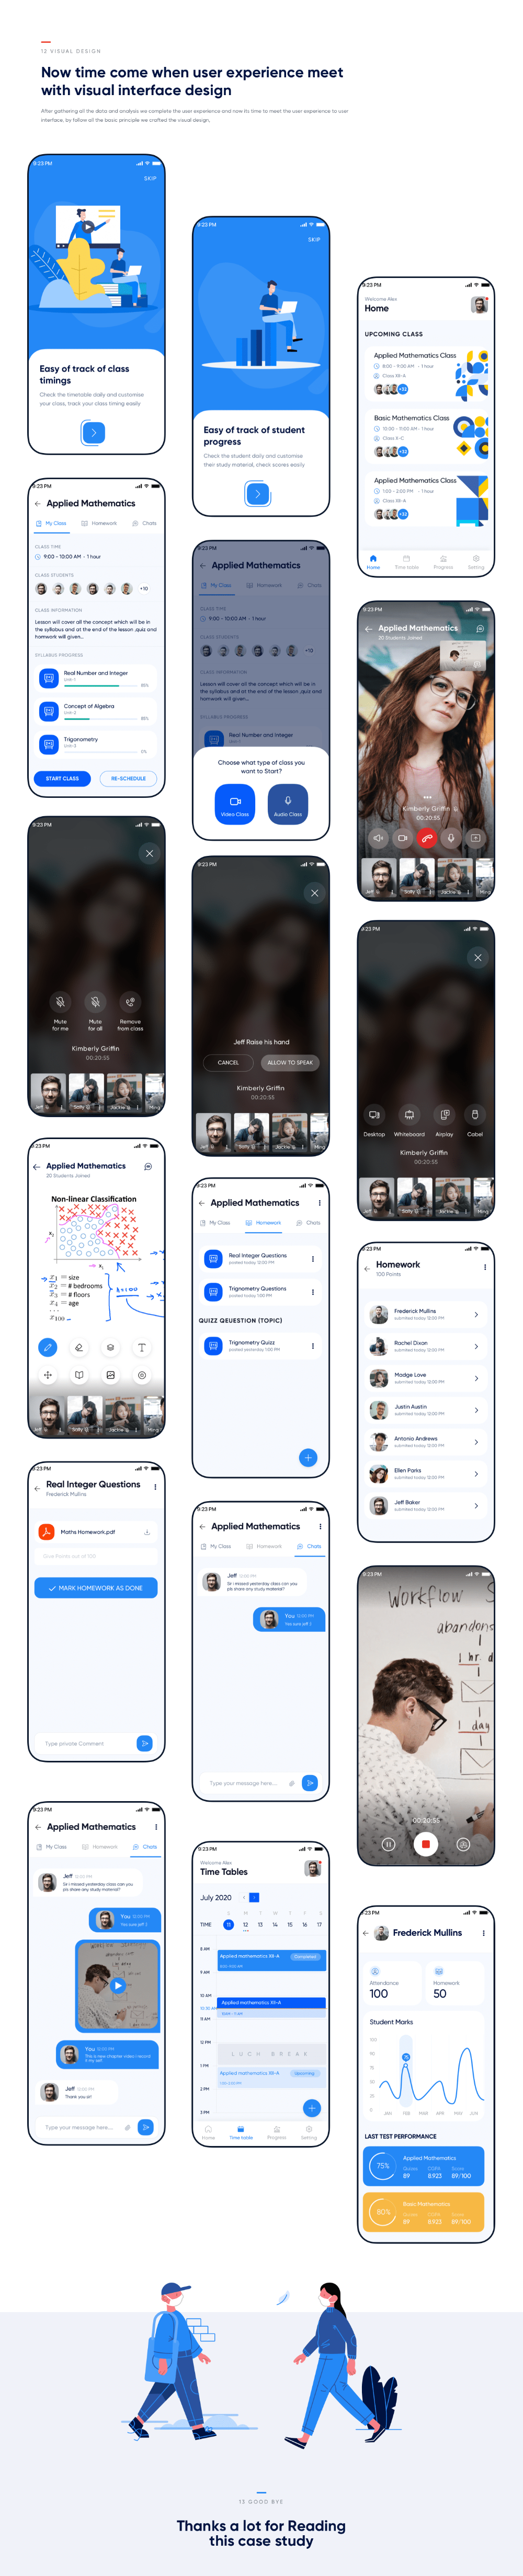 12 VISUAL DESIGN
Now time come when user experience meet
with visual interface design
After gathering all the data and analysis we complete the user experience and now its time to meet the user experience to user
interface, by follow all the basic principle we crafted the visual design.
9:23 PM
SKIP
Easy of track of class
timings
Check the timetable daily and customise
your class, track your class timing easily
9:23 PM
SKIP
Easy of track of student
progress
Check the student daily and customise
their study material, check scores easily
9:23 PM
Welcome Alex
Home
UPCOMING CLASS
Applied Mathematics Class
8:00 - 9:00 AM - 1 hour
Class XII-A
Basic Mathematics Class
10:00 - 11:00 AM - 1 hour
Class X-C
Applied Mathematics Class
1:00 - 2:00 PM - 1 hour
Class XII-A
Home Time table Progress Setting
9:23 PM
Applied Mathematics
My Class Homework Chats
CLASS TIME
9:00 - 10:00 AM - 1 hour
CLASS STUDENTS
+10
CLASS INFORMATION
Lesson will cover all the concept which will be in
the syllabus and at the end of the lesson ,quiz and
homwork will given...
SYLLABUS PROGRESS
Real Number and Integer
Unit-1
Concept of Algebra
Unit-2
Trigonometry
Unit-3
0%
START CLASS RE-SCHEDULE
9:23 PM
Applied Mathematics
My Class Homework Chats
CLASS TIME
9:00 - 10:00 AM - 1 hour
CLASS STUDENTS
+10
CLASS INFORMATION
Lesson will cover all the concept which will be in
the syllabus and at the end of the lesson ,quiz and
homwork will given...
SYLLABUS PROGRESS
Real Number and Integer
Choose what type of class you
want to Start?
Video Class Audio Class
9:23 PM
Applied Mathematics
20 Students Joined
Kimberly Griffin
00:20:55
Jeff Sally Jackie Ming
9:23 PM
Mute
for me
Mute
for all
Remove
from class
Kimberly Griffin
00:20:55
Jeff Sally Jackie Ming
9:23 PM
Jeff Raise his hand
CANCEL ALLOW TO SPEAK
Kimberly Griffin
00:20:55
Jeff Sally Jackie Ming
9:23 PM
Desktop Whiteboard Airplay Cabel
Kimberly Griffin
00:20:55
Jeff Sally Jackie Ming
9:23 PM
Applied Mathematics
20 Students Joined
Non-linear Classification
x₂
x₁
x₁ = size
x₂ = # bedrooms
x₃ = # floors
x₄ = age
...
x₁₀₀
n=100
Jeff Sally Jackie Ming
9:23 PM
Applied Mathematics
My Class Homework Chats
Real Integer Questions
posted today 12:00 PM
Trignometry Questions
posted today 1:00 PM
QUIZZ QEUESTION (TOPIC)
Trignometry Quizz
posted yesterday 1:00 PM
9:23 PM
Homework
100 Points
Frederick Mullins
submitted today 12:00 PM
Rachel Dixon
submitted today 12:00 PM
Madge Love
submitted today 12:00 PM
Justin Austin
submitted today 12:00 PM
Antonio Andrews
submitted today 12:00 PM
Ellen Parks
submitted today 12:00 PM
Jeff Baker
submitted today 12:00 PM
9:23 PM
Real Integer Questions
Frederick Mullins
Maths Homework.pdf
Give Points out of 100
MARK HOMEWORK AS DONE
Type private Comment
9:23 PM
Applied Mathematics
My Class Homework Chats
Jeff 12:00 PM
Sir i missed yesterday class can you
pls share any study material?
You 12:00 PM
Yes sure jeff :)
Type your message here...
9:23 PM
Workflow
abandons
1 hr.
1 day
00:20:55
9:23 PM
Applied Mathematics
My Class Homework Chats
Jeff 12:00 PM
Sir i missed yesterday class can you
pls share any study material?
You 12:00 PM
Yes sure jeff :)
You 12:00 PM
This is new chapter video i record
it my self
Jeff 12:00 PM
Thank you sir!
Type your message here...
9:23 PM
Welcome Alex
Time Tables
July 2020
S M T W T F S
TIME 11 12 13 14 15 16 17
8 AM
Applied mathematics XII-A Completed
9 AM
10 AM
Applied mathematics XII-A
10:30 AM
11 AM
12 PM
LUCH BREAK
1 PM
Applied mathematics XII-A Upcoming
2 PM
3 PM
Home Time table Progress Setting
9:23 PM
Frederick Mullins
Attendance
100
Homework
50
Student Marks
100
90
75
50
25
0
JAN FEB MAR APR MAY JUN
LAST TEST PERFORMANCE
75%
Applied Mathematics
Quizes CGPA Score
89 8.923 89/100
80%
Basic Mathematics
Quizes CGPA Score
89 8.923 89/100
13 GOOD BYE
Thanks a lot for Reading
this case study